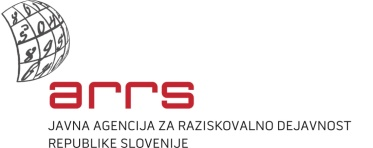 arrs
JAVNA AGENCIJA ZA RAZISKOVALNO DEJAVNOST
REPUBLIKE SLOVENIJE